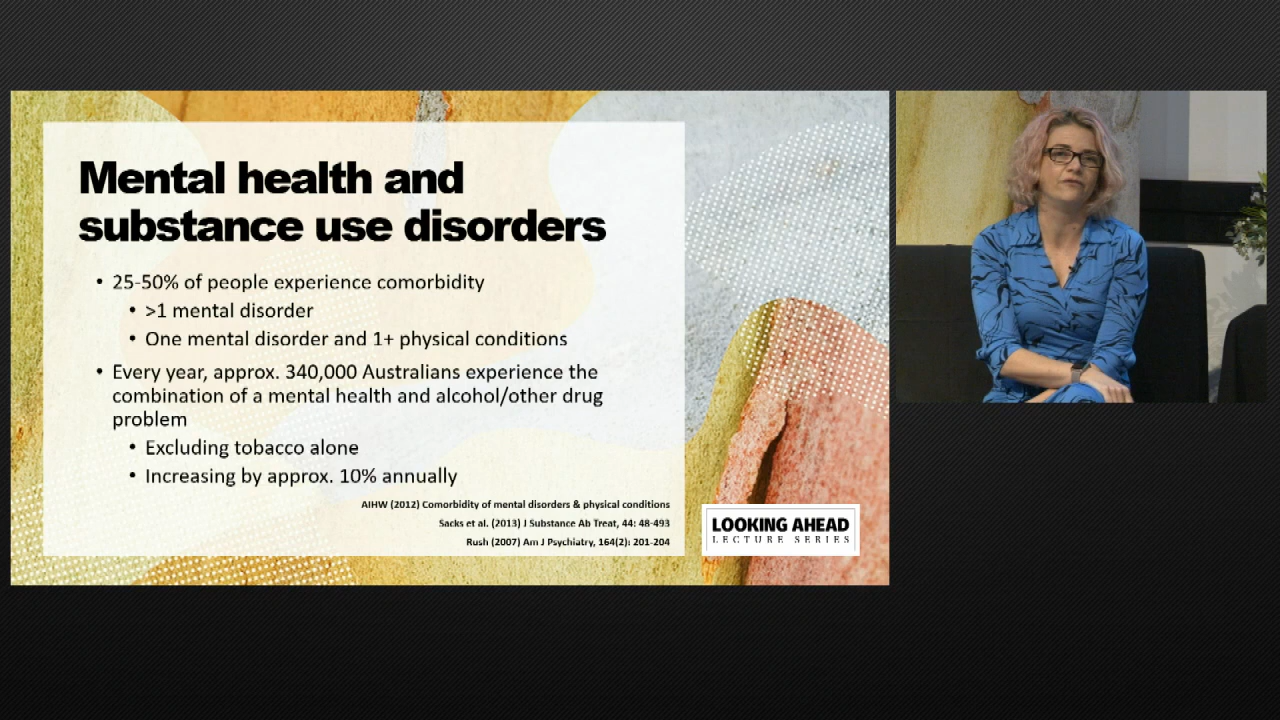 Mental health and
substance use disorders
• 25-50% of people experience comorbidity
• >1 mental disorder
• One mental disorder and 1+ physical conditions
• Every year, approx. 340,000 Australians experience the
combination of a mental health and alcohol/other drug
problem
• Excluding tobacco alone
• Increasing by approx. 10% annually
AIHW (2012) Comorbidity of mental disorders & physical conditions
Sacks et al. (2013) J Substance Ab Treat, 44: 48-493
Rush (2007) Am J Psychiatry, 164(2): 201-204
LOOKING AHEAD
LECTURE SERIES